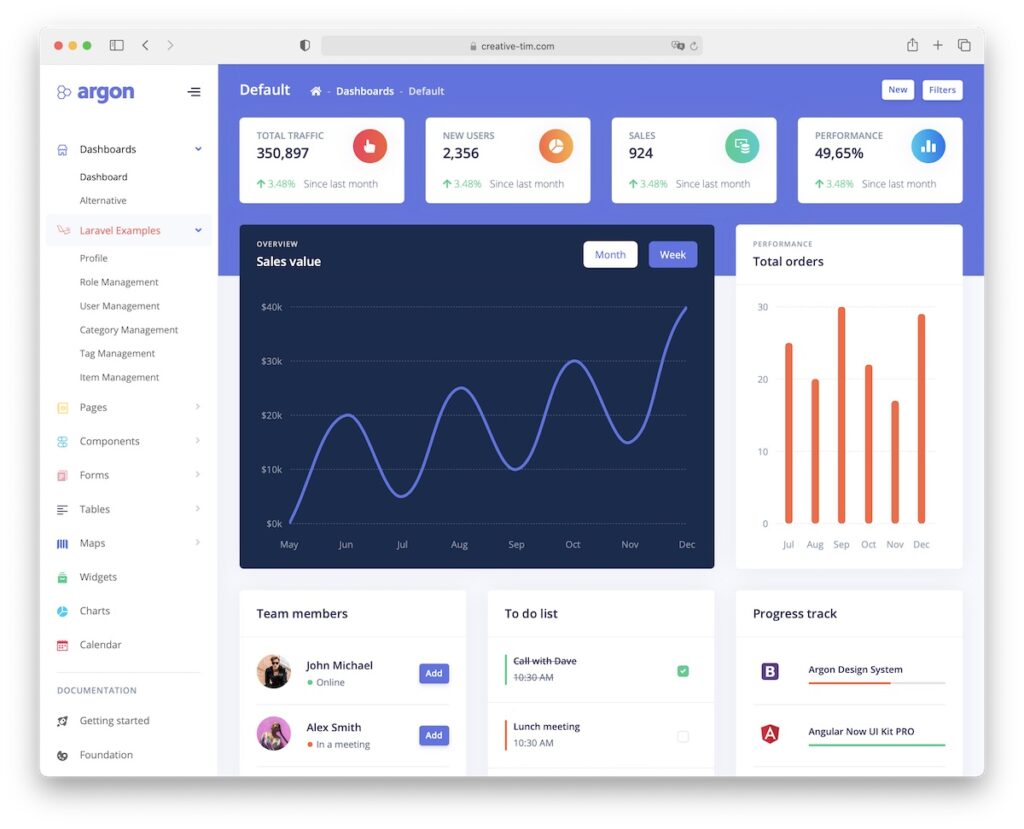 creative-tim.com
argon
Dashboards
Dashboard
Alternative
Laravel Examples
Profile
Role Management
User Management
Category Management
Tag Management
Item Management
Pages
Components
Forms
Tables
Maps
Widgets
Charts
Calendar
DOCUMENTATION
Getting started
Foundation
Default
- Dashboards - Default
New
Filters
TOTAL TRAFFIC
350,897
3.48% Since last month
NEW USERS
2,356
3.48% Since last month
SALES
924
3.48% Since last month
PERFORMANCE
49,65%
3.48% Since last month
OVERVIEW
Sales value
Month
Week
$40k
$30k
$20k
$10k
$0k
May Jun Jul Aug Sep Oct Nov Dec
PERFORMANCE
Total orders
30
20
10
0
Jul Aug Sep Oct Nov Dec
Team members
John Michael
Online
Add
Alex Smith
In a meeting
Add
To do list
Call with Dave
10:30 AM
Lunch meeting
10:30 AM
Progress track
B
Argon Design System
A
Angular Now UI Kit PRO